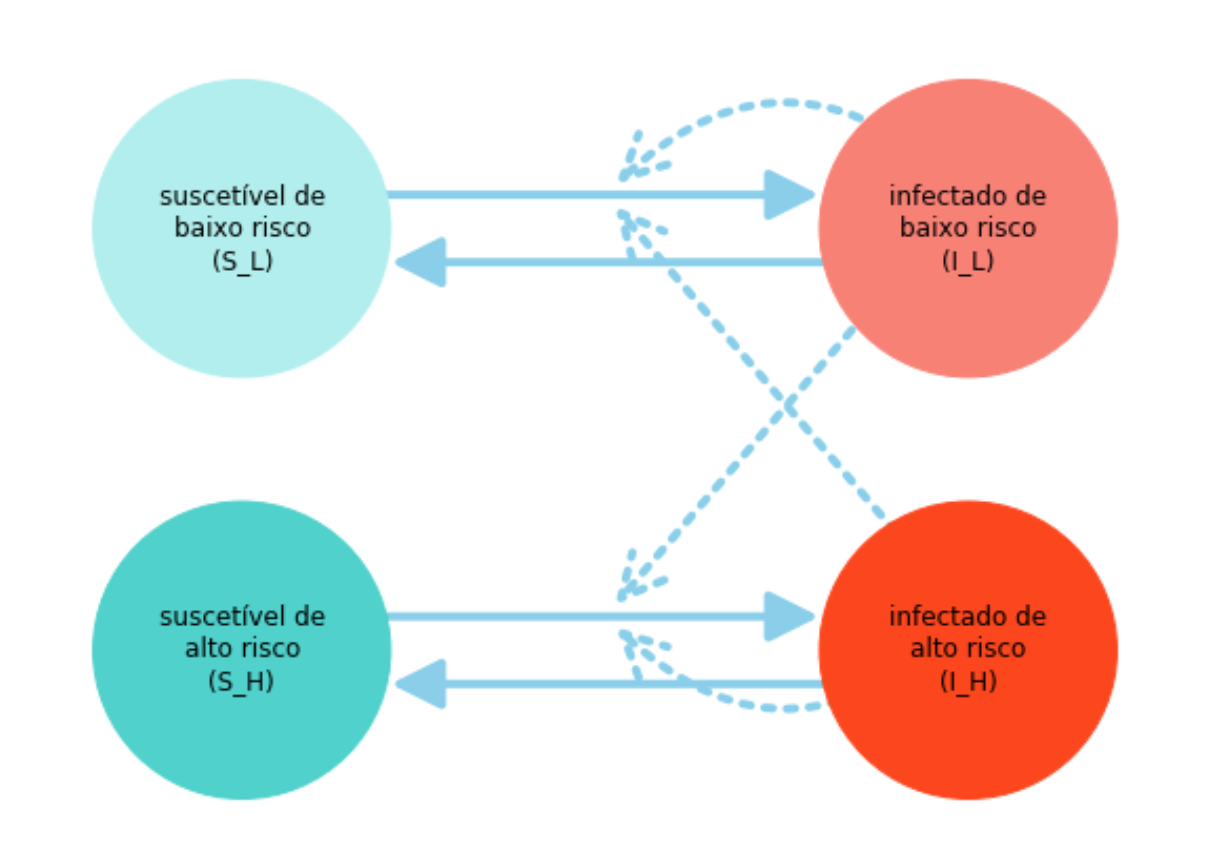 suscetível de
baixo risco
(S_L)
infectado de
baixo risco
(I_L)
suscetível de
alto risco
(S_H)
infectado de
alto risco
(I_H)